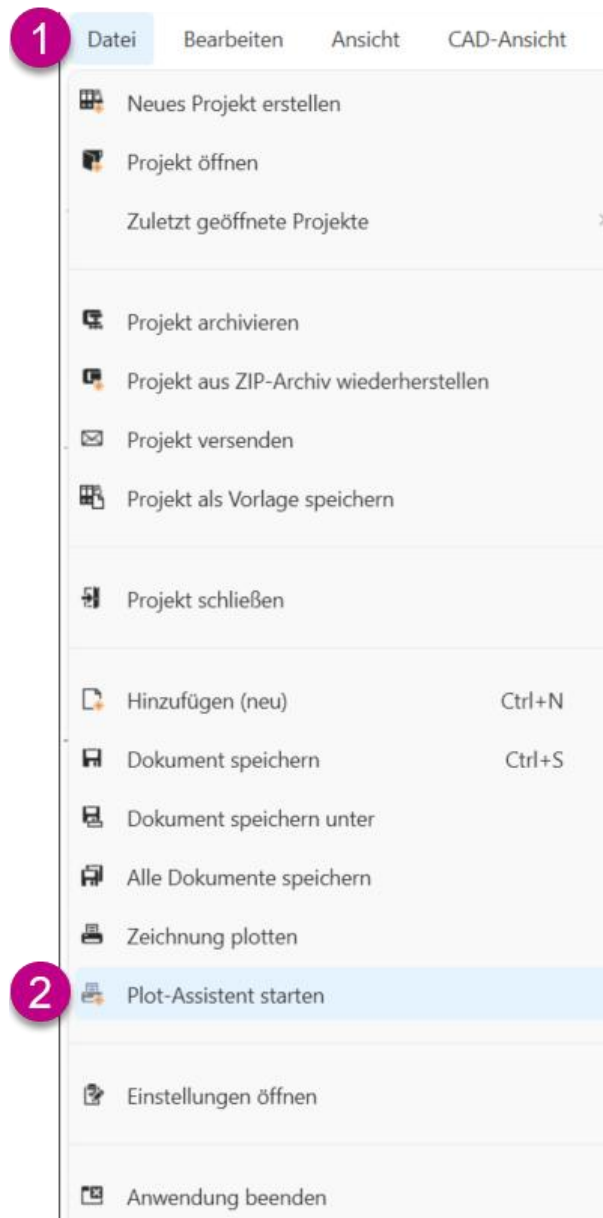 1 Datei Bearbeiten Ansicht CAD-Ansicht
Neues Projekt erstellen
Projekt öffnen
Zuletzt geöffnete Projekte
Projekt archivieren
Projekt aus ZIP-Archiv wiederherstellen
Projekt versenden
Projekt als Vorlage speichern
Projekt schließen
Hinzufügen (neu) Ctrl+N
Dokument speichern Ctrl+S
Dokument speichern unter
Alle Dokumente speichern
Zeichnung plotten
2 Plot-Assistent starten
Einstellungen öffnen
Anwendung beenden